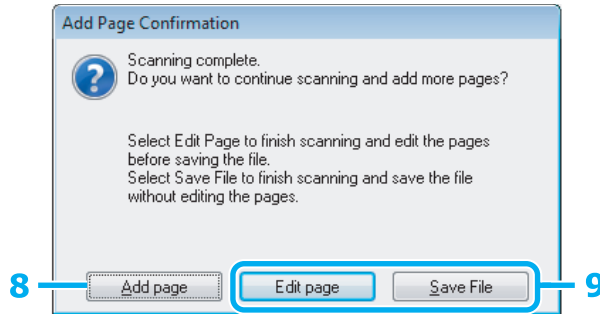 Add Page Confirmation
Scanning complete.
Do you want to continue scanning and add more pages?
Select Edit Page to finish scanning and edit the pages
before saving the file.
Select Save File to finish scanning and save the file
without editing the pages.
8 Add page Edit page Save File 9